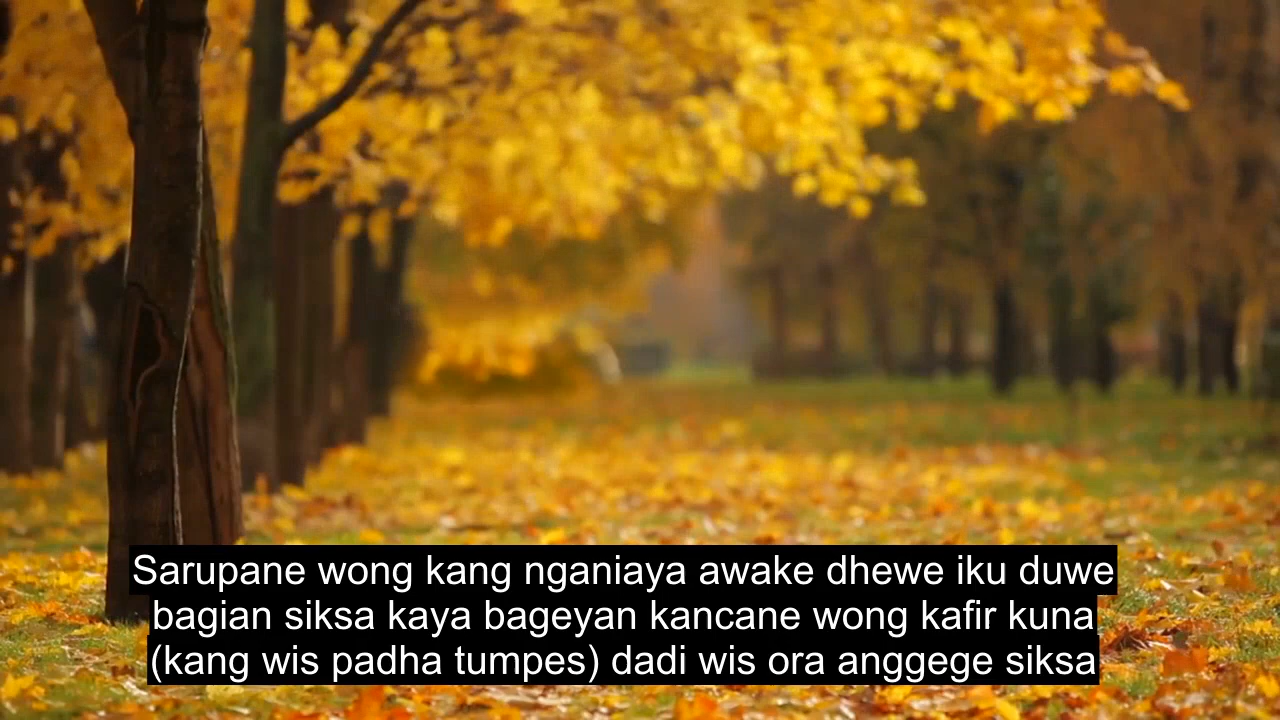 Sarupane wong kang nganiaya awake dhewe iku duwe
bagian siksa kaya bageyan kancane wong kafir kuna
(kang wis padha tumpes) dadi wis ora anggege siksa